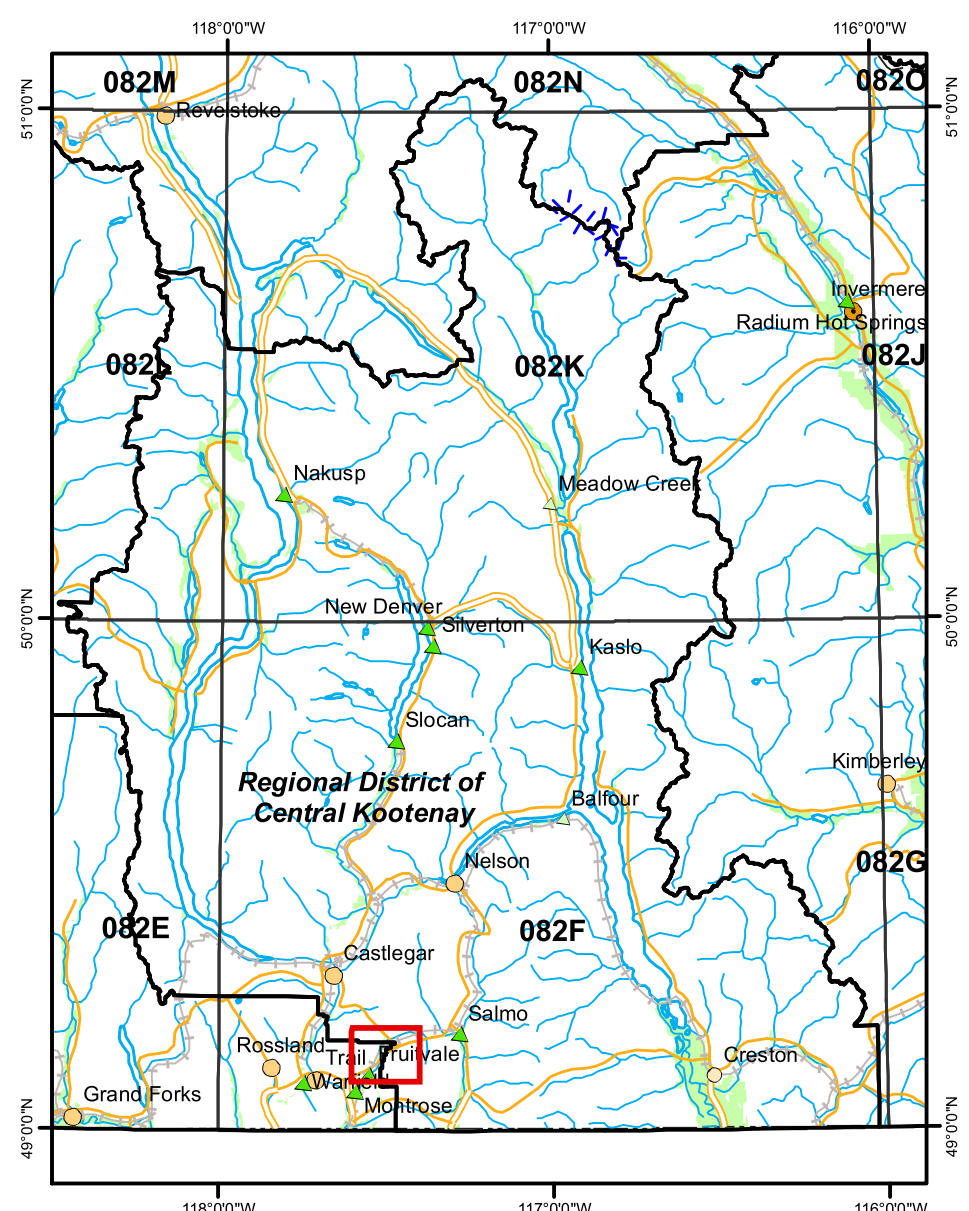 118°0'0"W 117°0'0"W 116°0'0"W
082M 082N 082O
51°0'0"N 51°0'0"N
Revelstoke
Invermere
Radium Hot Springs
082L 082K 082J
Nakusp
Meadow Creek
New Denver
Silverton
50°0'0"N 50°0'0"N
Kaslo
Slocan
Kimberley
Regional District of
Central Kootenay
Balfour
Nelson
082G
082E 082F
Castlegar
Salmo
Rossland
Trail
Fruitvale
Creston
Warfield
Grand Forks
Montrose
49°0'0"N 49°0'0"N
118°0'0"W 117°0'0"W 116°0'0"W